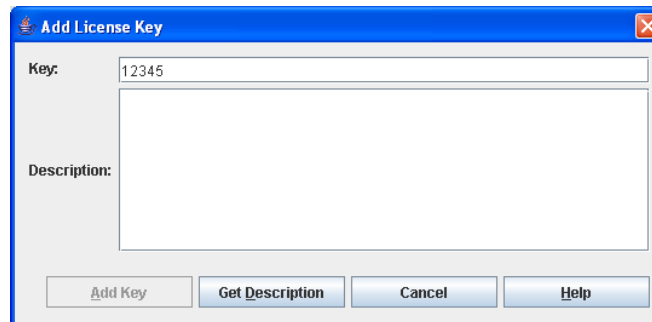 Add License Key
Key: 12345
Description:
Add Key Get Description Cancel Help